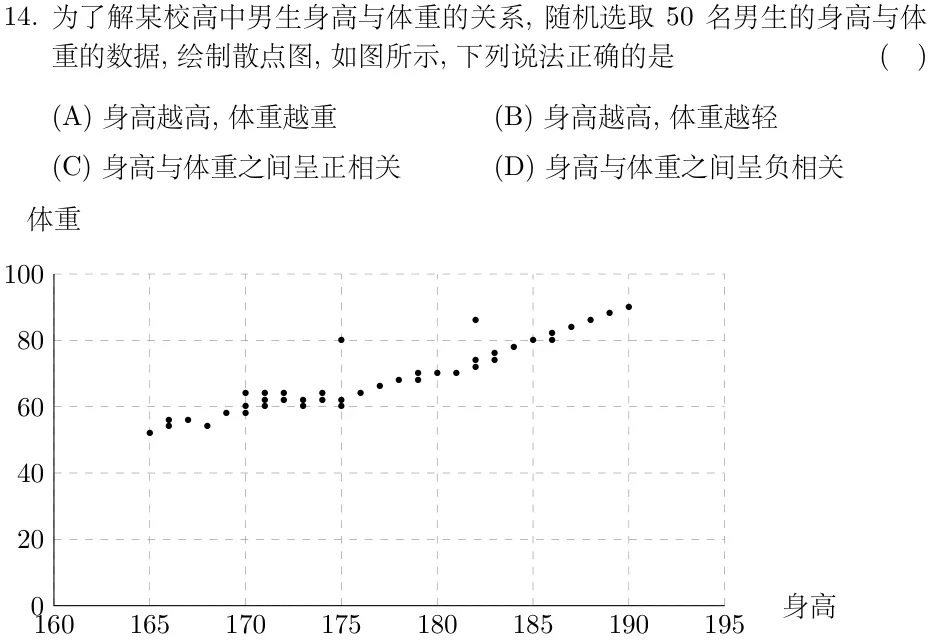 14. 为了解某校高中男生身高与体重的关系, 随机选取 50 名男生的身高与体
重的数据, 绘制散点图, 如图所示, 下列说法正确的是 ( )
(A) 身高越高, 体重越重 (B) 身高越高, 体重越轻
(C) 身高与体重之间呈正相关 (D) 身高与体重之间呈负相关
体重
100
80
60
40
20
0
160 165 170 175 180 185 190 195
身高